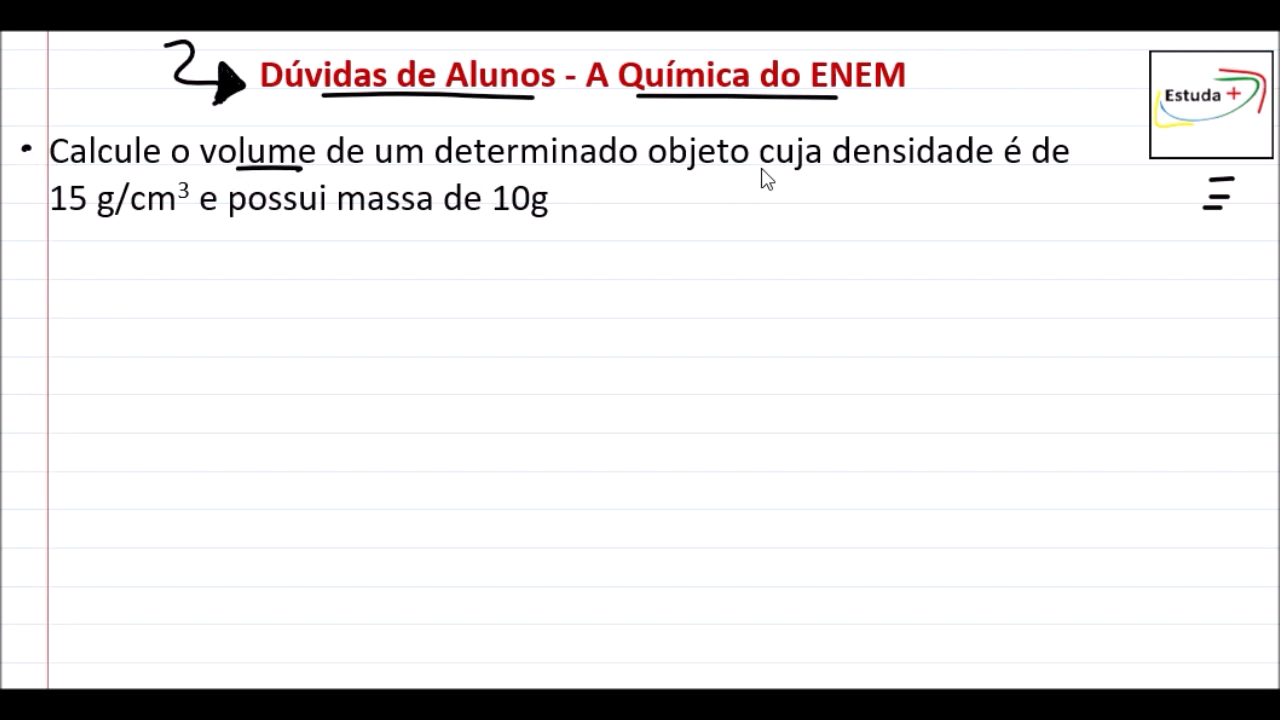 Dúvidas de Alunos - A Química do ENEM
Estuda +
• Calcule o volume de um determinado objeto cuja densidade é de
15 g/cm³ e possui massa de 10g